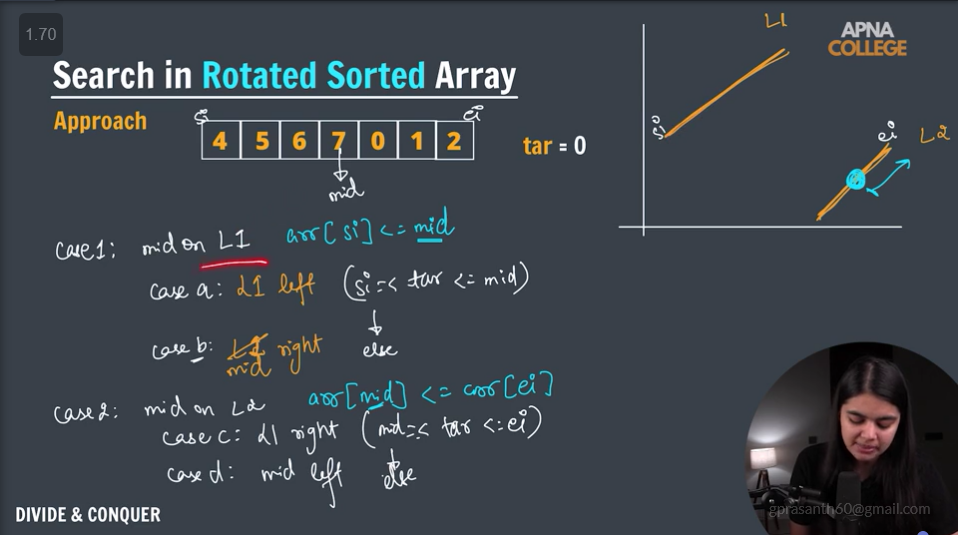 1.70
L1
APNA
COLLEGE
Search in Rotated Sorted Array
Approach
si
ei
4 5 6 7 0 1 2
tar = 0
mid
si
ei
L2
Case1: mid on L1 arr[si] <= mid
Case a: L1 left (si =< tar <= mid)
Case b: L1 right else
mid
Case2: mid on L2 arr[mid] <= arr[ei]
Case c: L1 right (mid =< tar <= ei)
Case d: mid left else
DIVIDE & CONQUER
gprasanth60@gmail.com